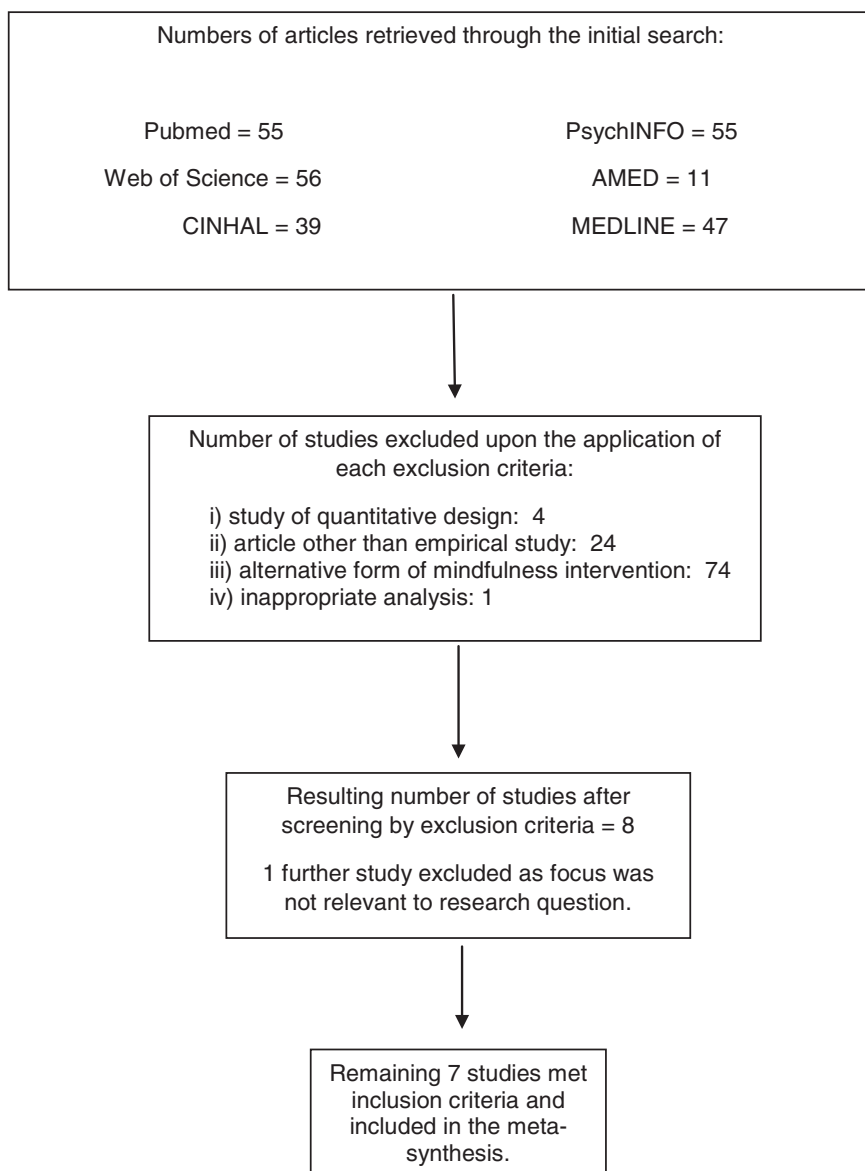 Numbers of articles retrieved through the initial search:
Pubmed = 55
PsychINFO = 55
Web of Science = 56
AMED = 11
CINHAL = 39
MEDLINE = 47
Number of studies excluded upon the application of
each exclusion criteria:
i) study of quantitative design: 4
ii) article other than empirical study: 24
iii) alternative form of mindfulness intervention: 74
iv) inappropriate analysis: 1
Resulting number of studies after
screening by exclusion criteria = 8
1 further study excluded as focus was
not relevant to research question.
Remaining 7 studies met
inclusion criteria and
included in the meta-
synthesis.